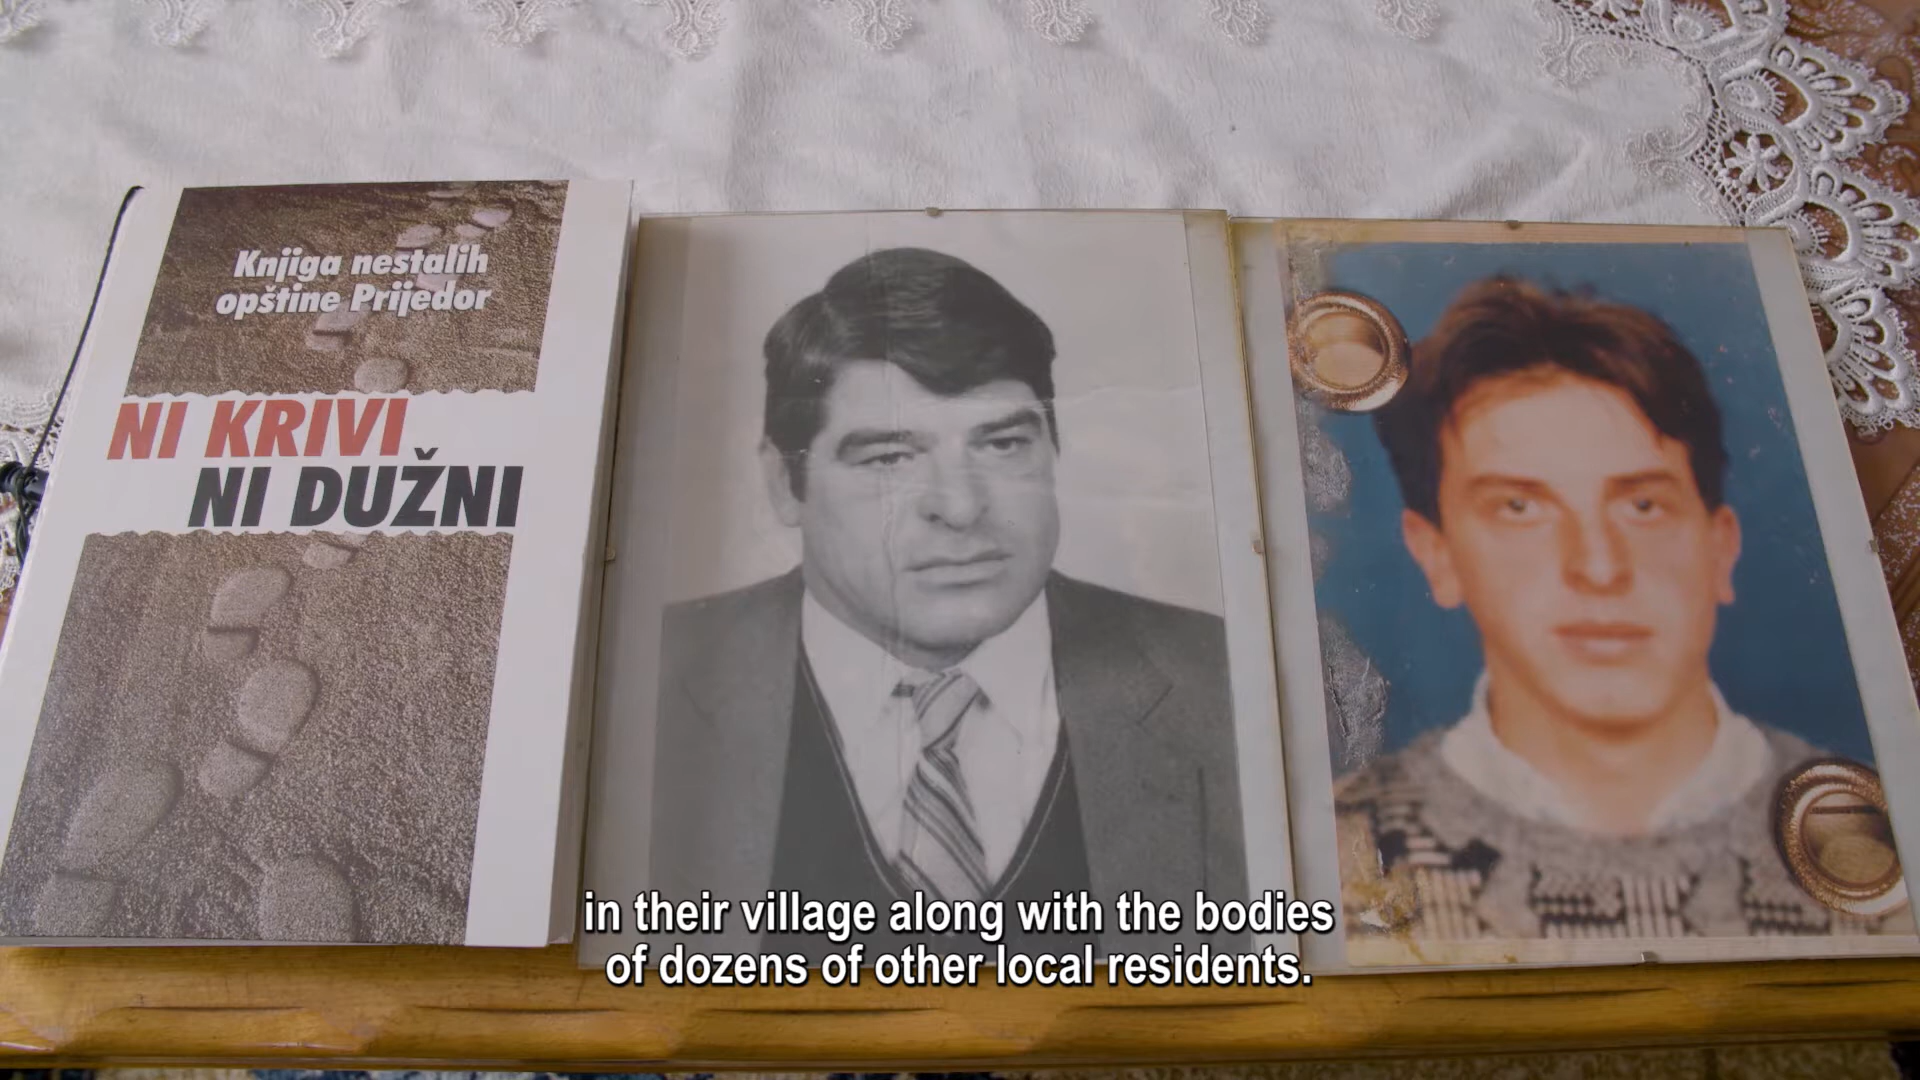 Knjiga nestalih
opštine Prijedor
NI KRIVI
NI DUŽNI
in their village along with the bodies
of dozens of other local residents.